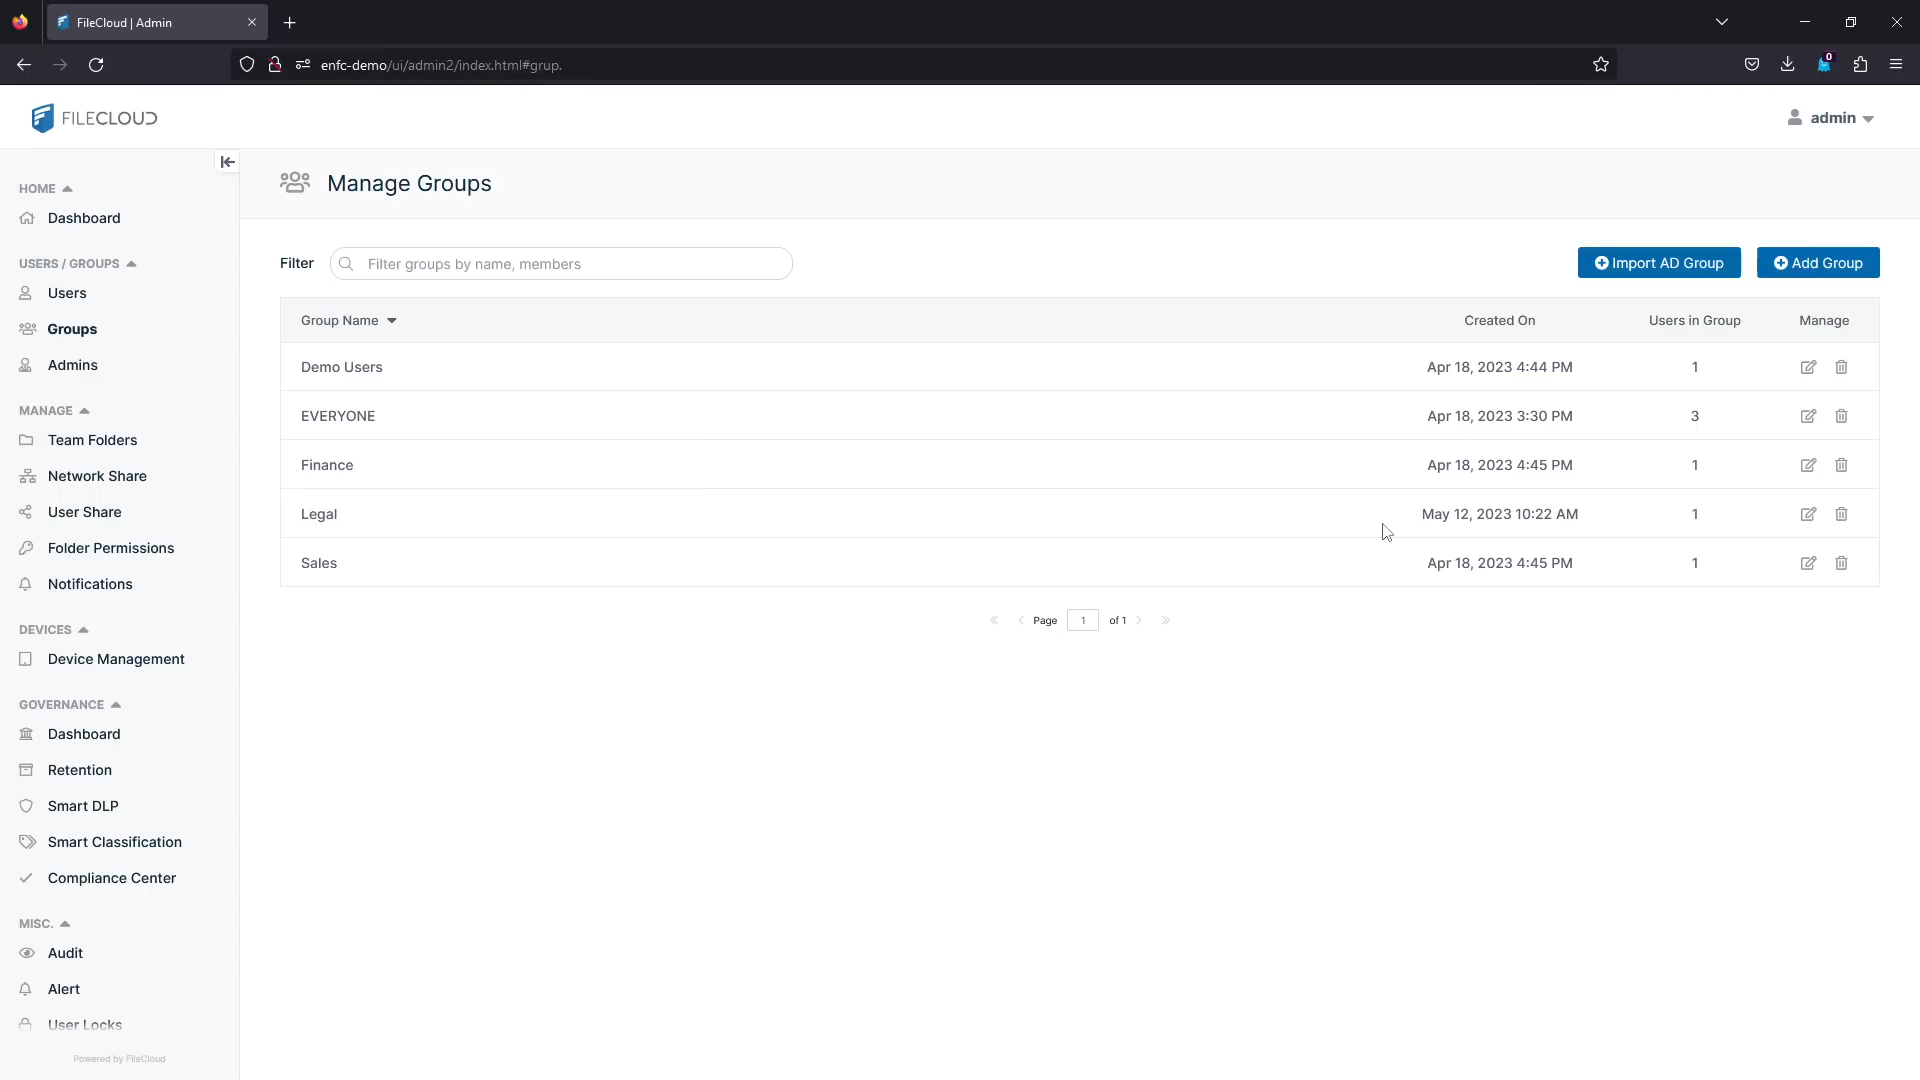 FileCloud | Admin
enfc-demo/ui/admin2/index.html#grup.
0
FILECLOUD
admin
HOME
Dashboard
USERS / GROUPS
Users
Groups
Admins
MANAGE
Team Folders
Network Share
User Share
Folder Permissions
Notifications
DEVICES
Device Management
GOVERNANCE
Dashboard
Retention
Smart DLP
Smart Classification
Compliance Center
MISC.
Audit
Alert
User Locks
Powered by FileCloud
Manage Groups
Filter Filter groups by name, members Import AD Group Add Group
Group Name Created On Users in Group Manage
Demo Users Apr 18, 2023 4:44 PM 1
EVERYONE Apr 18, 2023 3:30 PM 3
Finance Apr 18, 2023 4:45 PM 1
Legal May 12, 2023 10:22 AM 1
Sales Apr 18, 2023 4:45 PM 1
Page 1 of 1